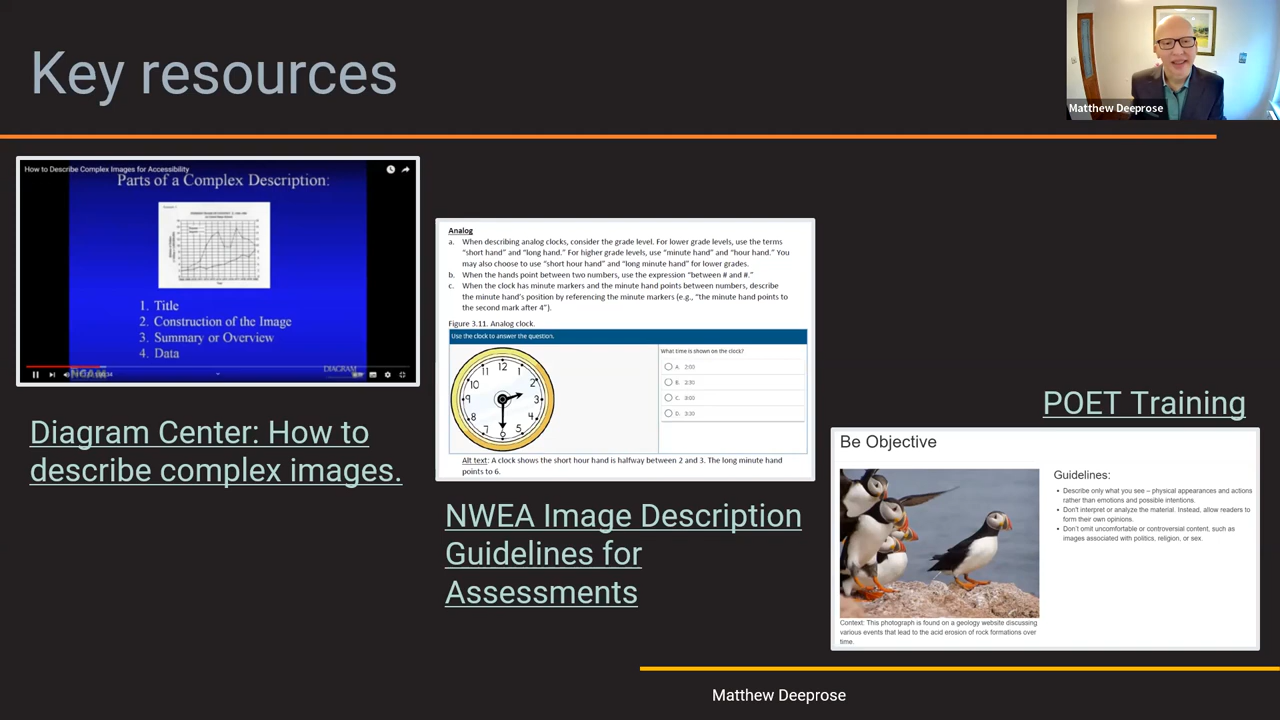 Key resources
Matthew Deeprose
How to Describe Complex Images for Accessibility
Parts of a Complex Description:
1. Title
2. Construction of the Image
3. Summary or Overview
4. Data
DIAGRAM
Diagram Center: How to
describe complex images.
Analog
a. When describing analog clocks, consider the grade level. For lower grade levels, use the terms
"short hand" and "long hand." For higher grade levels, use "minute hand" and "hour hand." You
may also choose to use "short hour hand" and "long minute hand" for lower grades.
b. When the hands point between two numbers, use the expression "between # and #."
c. When the clock has minute markers and the minute hand points between numbers, describe
the minute hand's position by referencing the minute markers (e.g., "the minute hand points to
the second mark after 4").
Figure 3.11. Analog clock.
Use the clock to answer the question.
What time is shown on the clock?
A. 2:00
B. 2:30
C. 3:00
D. 3:30
12
11
1
10
2
9
3
8
4
7
5
6
Alt text: A clock shows the short hour hand is halfway between 2 and 3. The long minute hand
points to 6.
NWEA Image Description
Guidelines for
Assessments
POET Training
Be Objective
Guidelines:
• Describe only what you see – physical appearances and actions
rather than emotions and possible intentions.
• Don't interpret or analyze the material. Instead, allow readers to
form their own opinions.
• Don't omit uncomfortable or controversial content, such as
images associated with politics, religion, or sex.
Context: This photograph is found on a geology website discussing
various events that lead to the acid erosion of rock formations over
time.
Matthew Deeprose